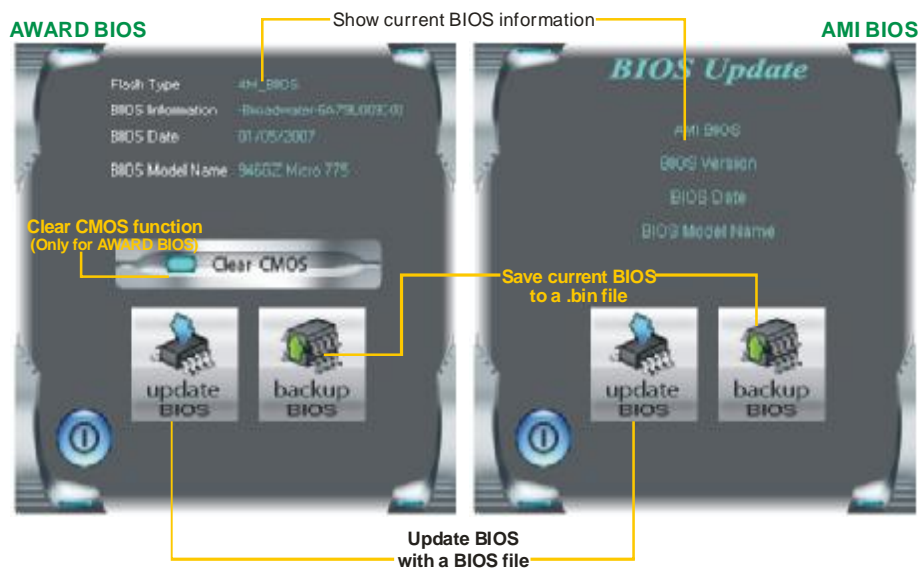 Show current BIOS information
AWARD BIOS
AMI BIOS
Flash Type
BIOS Information
BIOS Date 01/05/2007
BIOS Model Name 946GZ Micro 775
BIOS Update
AMI BIOS
BIOS Version
BIOS Date
BIOS Model Name
Clear CMOS function
(Only for AWARD BIOS)
Clear CMOS
Save current BIOS
to a .bin file
update
BIOS
backup
BIOS
update
BIOS
backup
BIOS
Update BIOS
with a BIOS file